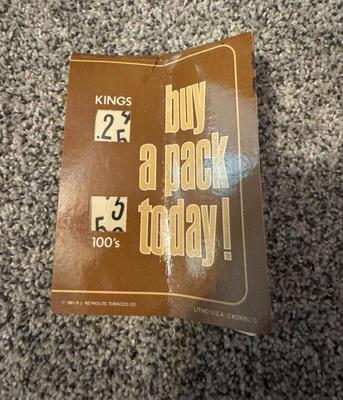 KINGS
buy
a pack
today!
100's
© 1981 R.J. REYNOLDS TOBACCO CO.
LITHO U.S.A.